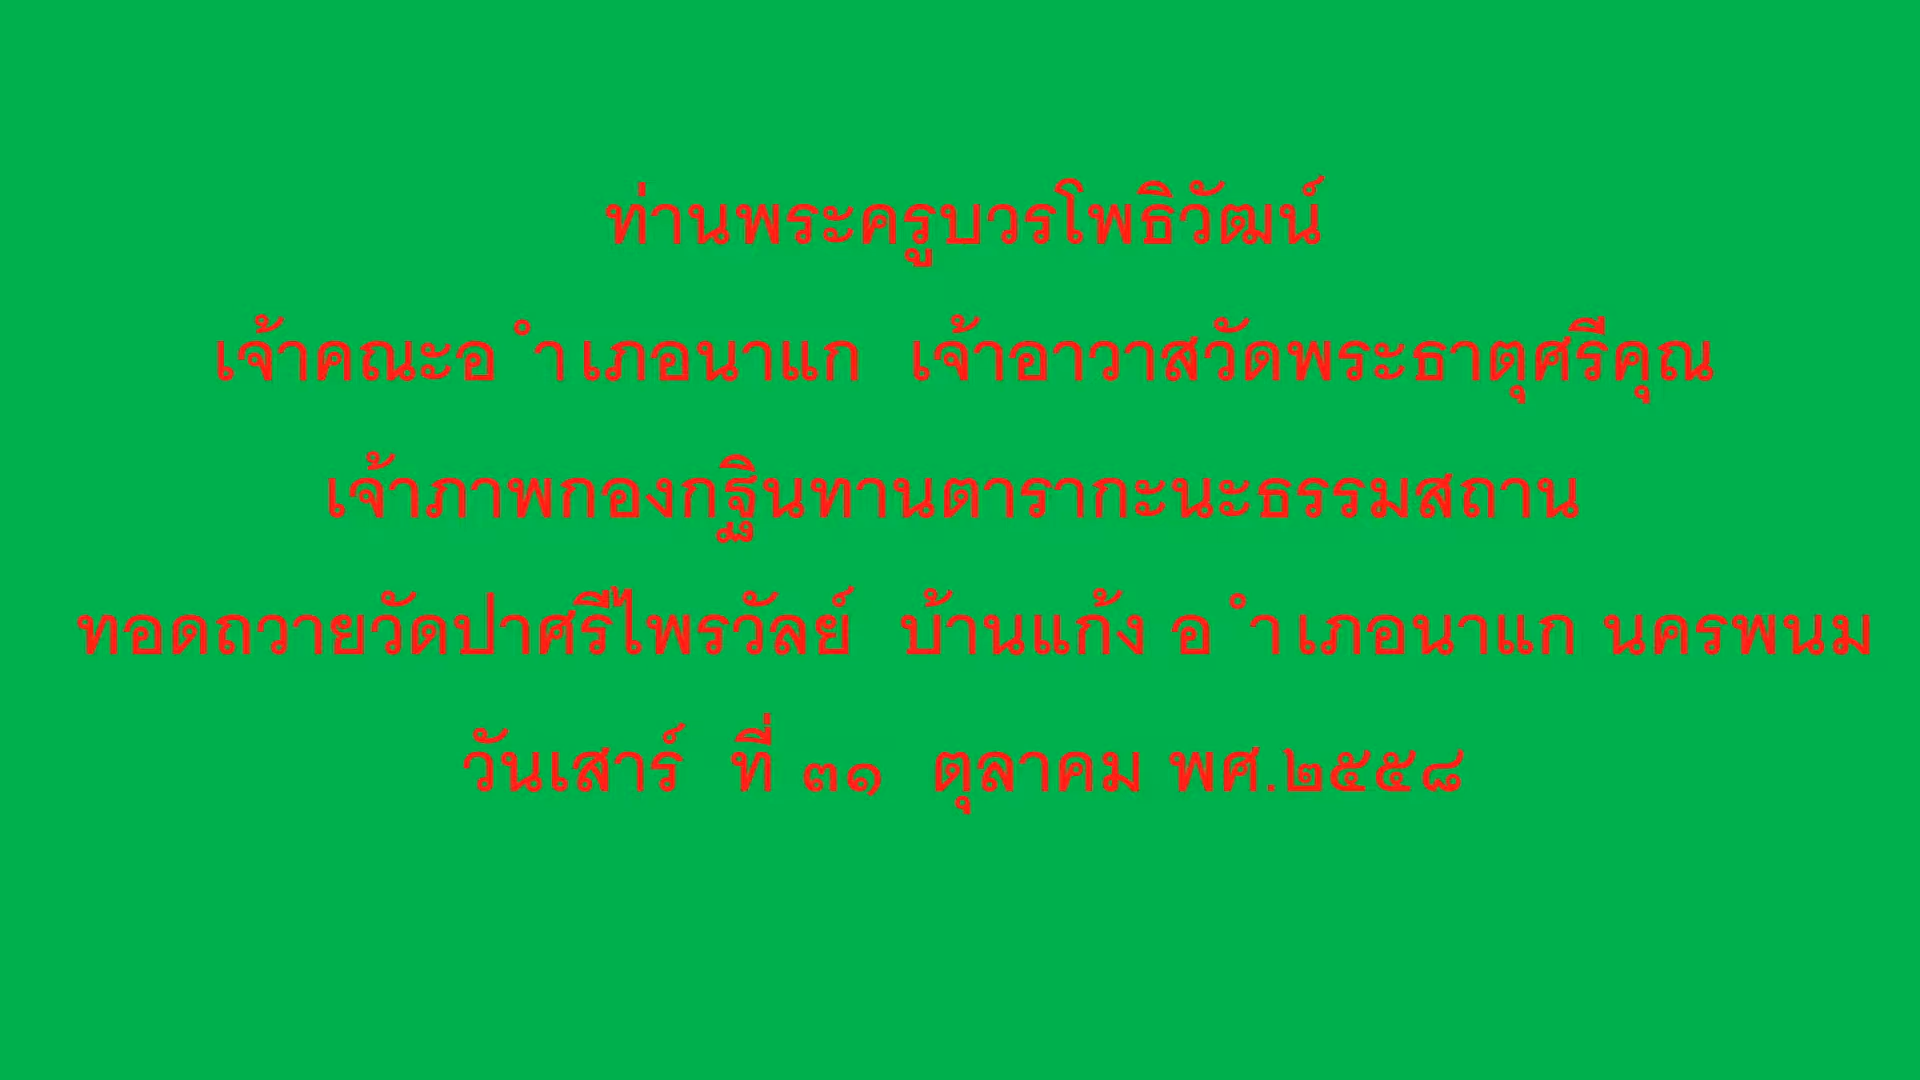 ท่านพระครูบวรโพธิวัฒน์
เจ้าคณะอำเภอนาแก เจ้าอาวาสวัดพระธาตุศรีคุณ
เจ้าภาพกองกฐินทานตารากะนะธรรมสถาน
ทอดถวายวัดปาศรีไพรวัลย์ บ้านแก้ง อำเภอนาแก นครพนม
วันเสาร์ ที่ ๓๑ ตุลาคม พศ.๒๕๕๘